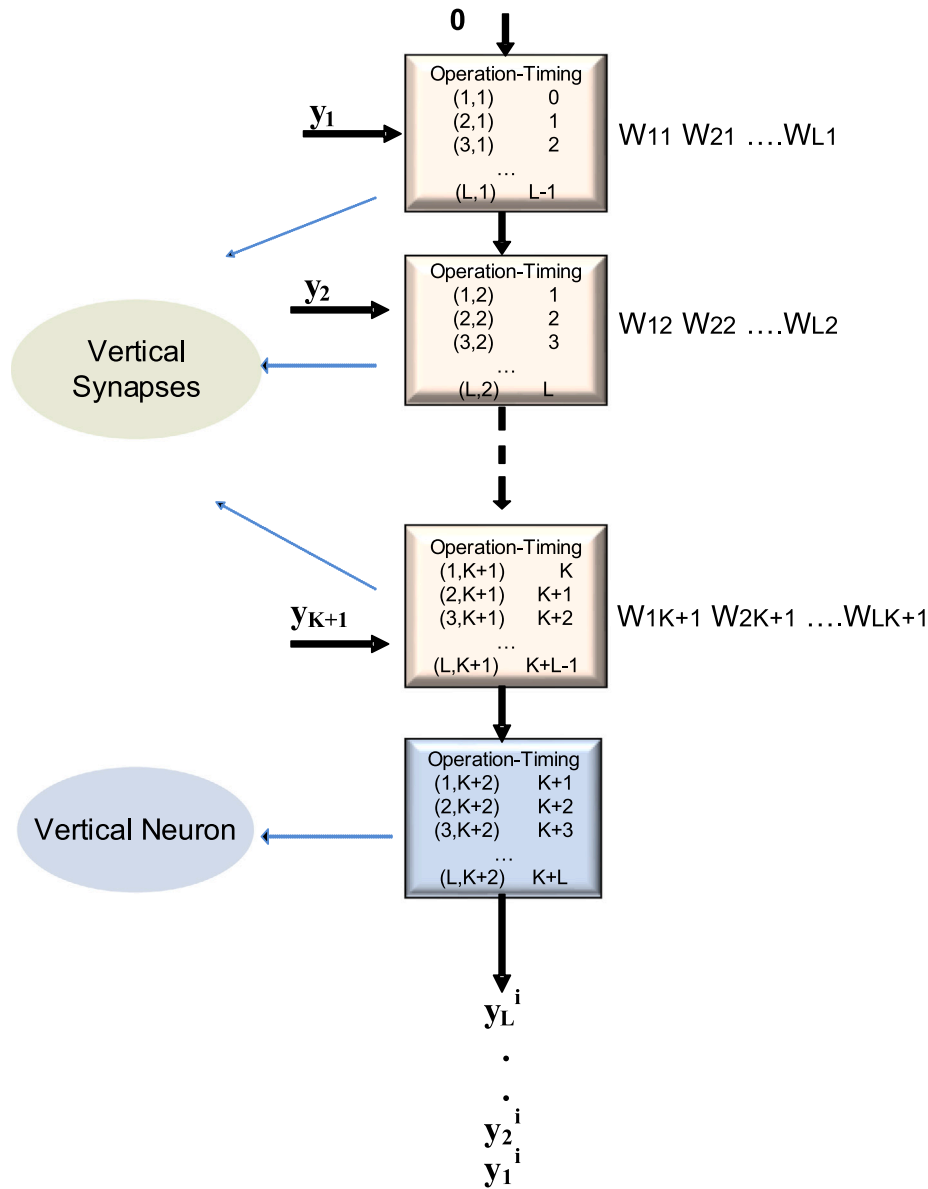 0
Operation-Timing
(1,1) 0
(2,1) 1
(3,1) 2
...
(L,1) L-1
y1
W11 W21 ....WL1
Operation-Timing
(1,2) 1
(2,2) 2
(3,2) 3
...
(L,2) L
y2
W12 W22 ....WL2
Vertical
Synapses
Operation-Timing
(1,K+1) K
(2,K+1) K+1
(3,K+1) K+2
...
(L,K+1) K+L-1
yK+1
W1K+1 W2K+1 ....WLK+1
Operation-Timing
(1,K+2) K+1
(2,K+2) K+2
(3,K+2) K+3
...
(L,K+2) K+L
Vertical Neuron
yL^i
.
.
y2^i
y1^i